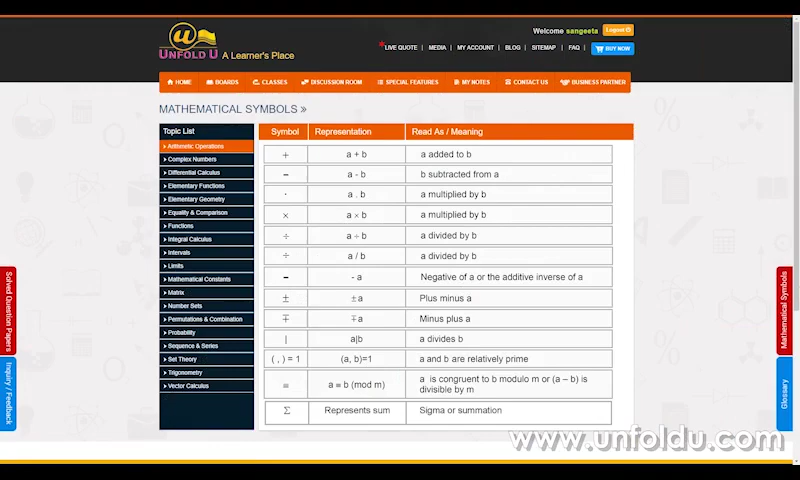 Welcome sangeeta Logout
UNFOLD U A Learner's Place
LIVE QUOTE | MEDIA | MY ACCOUNT | BLOG | SITEMAP | FAQ | BUY NOW
HOME BOARDS CLASSES DISCUSSION ROOM SPECIAL FEATURES MY NOTES CONTACT US BUSINESS PARTNER
MATHEMATICAL SYMBOLS »
Topic List
Arithmetic Operations
Complex Numbers
Differential Calculus
Elementary Functions
Elementary Geometry
Equality & Comparison
Functions
Integral Calculus
Intervals
Limits
Mathematical Constants
Matrix
Number Sets
Permutations & Combination
Probability
Sequence & Series
Set Theory
Trigonometry
Vector Calculus
Symbol Representation Read As / Meaning
+ a + b a added to b
- a - b b subtracted from a
· a . b a multiplied by b
× a × b a multiplied by b
÷ a ÷ b a divided by b
÷ a / b a divided by b
- - a Negative of a or the additive inverse of a
± ± a Plus minus a
∓ ∓ a Minus plus a
| a|b a divides b
( , ) = 1 (a, b)=1 a and b are relatively prime
≡ a ≡ b (mod m) a is congruent to b modulo m or (a – b) is
divisible by m
Σ Represents sum Sigma or summation
Solved Question Papers
Inquiry / Feedback
Mathematical Symbols
Glossary
www.unfoldu.com